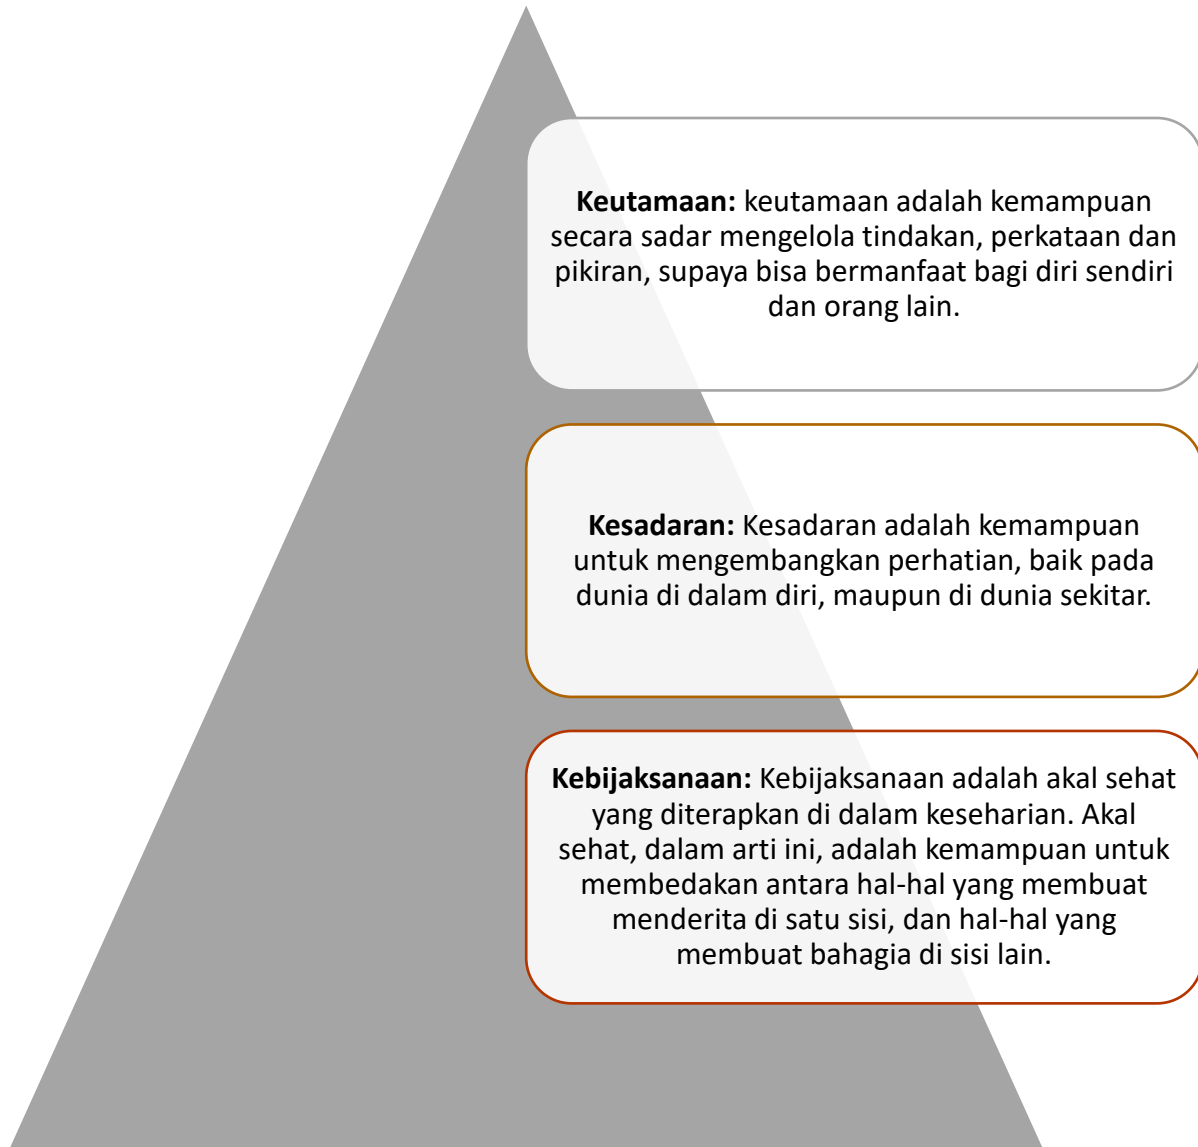 Keutamaan: keutamaan adalah kemampuan
secara sadar mengelola tindakan, perkataan dan
pikiran, supaya bisa bermanfaat bagi diri sendiri
dan orang lain.
Kesadaran: Kesadaran adalah kemampuan
untuk mengembangkan perhatian, baik pada
dunia di dalam diri, maupun di dunia sekitar.
Kebijaksanaan: Kebijaksanaan adalah akal sehat
yang diterapkan di dalam keseharian. Akal
sehat, dalam arti ini, adalah kemampuan untuk
membedakan antara hal-hal yang membuat
menderita di satu sisi, dan hal-hal yang
membuat bahagia di sisi lain.